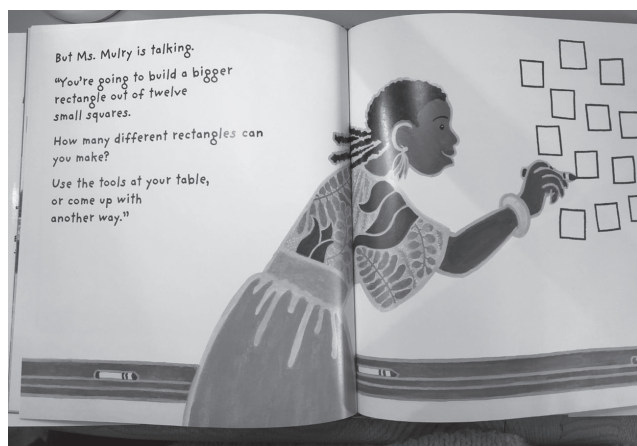 But Ms. Mulry is talking.
"You're going to build a bigger
rectangle out of twelve
small squares.
How many different rectangles can
you make?
Use the tools at your table,
or come up with
another way."